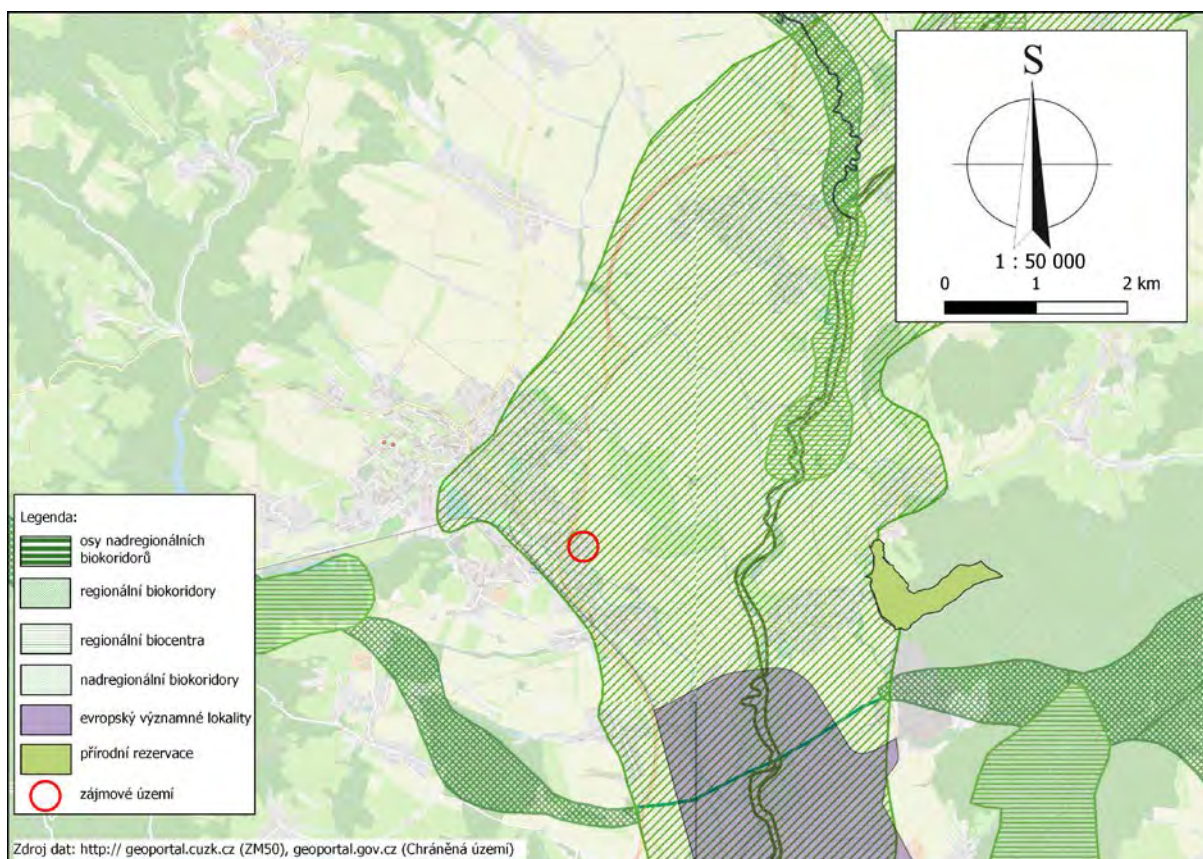 S
1 : 50 000
0 1 2 km
Legenda:
osy nadregionálních
biokoridorů
regionální biokoridory
regionální biocentra
nadregionální biokoridory
evropský významné lokality
přírodní rezervace
zájmové území
Zdroj dat: http:// geoportal.cuzk.cz (ZM50), geoportal.gov.cz (Chráněná území)